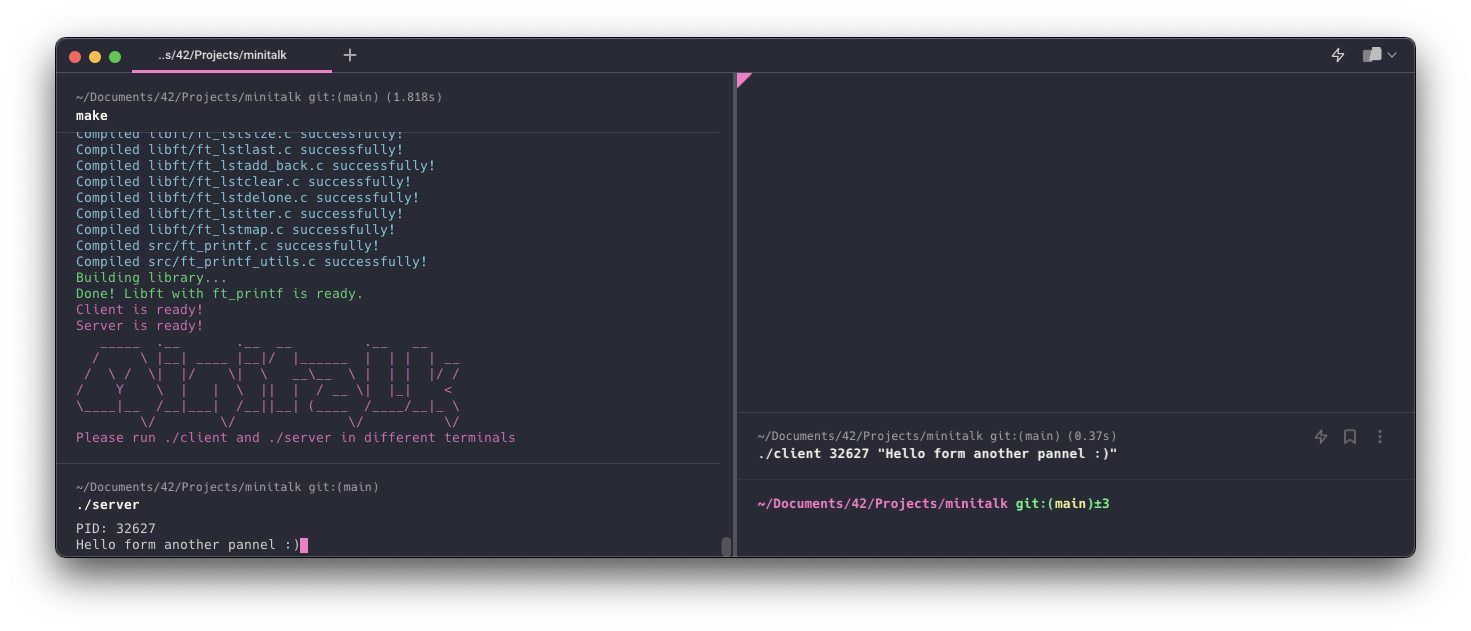 ..s/42/Projects/minitalk
~/Documents/42/Projects/minitalk git:(main) (1.818s)
make
Compiled libft/ft_lstsize.c successfully!
Compiled libft/ft_lstlast.c successfully!
Compiled libft/ft_lstadd_back.c successfully!
Compiled libft/ft_lstclear.c successfully!
Compiled libft/ft_lstdelone.c successfully!
Compiled libft/ft_lstiter.c successfully!
Compiled libft/ft_lstmap.c successfully!
Compiled src/ft_printf.c successfully!
Compiled src/ft_printf_utils.c successfully!
Building library...
Done! Libft with ft_printf is ready.
Client is ready!
Server is ready!
Please run ./client and ./server in different terminals
~/Documents/42/Projects/minitalk git:(main)
./server
PID: 32627
Hello form another pannel :)
~/Documents/42/Projects/minitalk git:(main) (0.37s)
./client 32627 "Hello form another pannel :)"
~/Documents/42/Projects/minitalk git:(main)±3